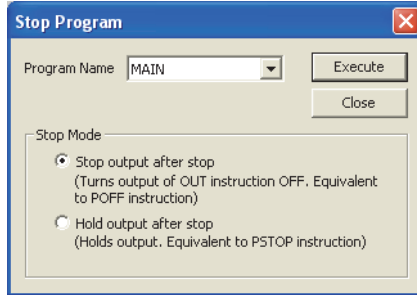 Stop Program
Program Name MAIN Execute
Close
Stop Mode
Stop output after stop
(Turns output of OUT instruction OFF. Equivalent
to POFF instruction)
Hold output after stop
(Holds output. Equivalent to PSTOP instruction)